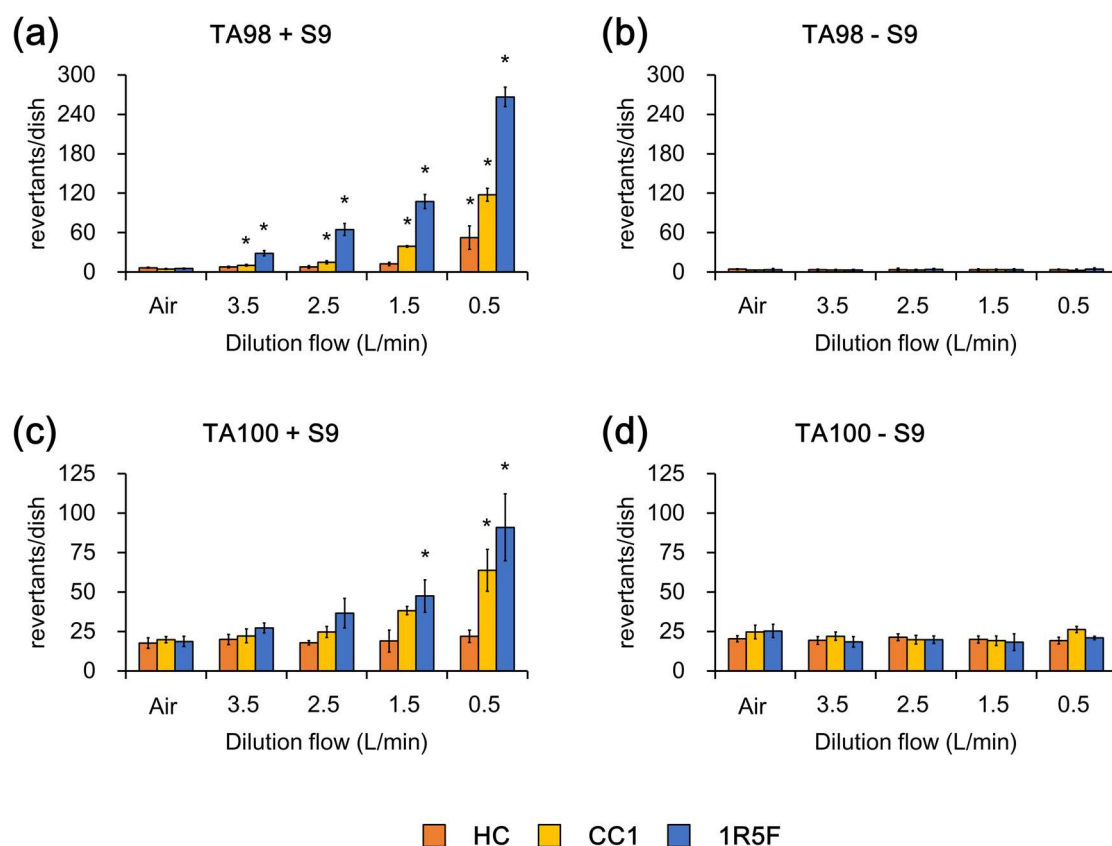 (a) TA98 + S9
* * * * * * * * *
revertants/dish
300
240
180
120
60
0
Air 3.5 2.5 1.5 0.5
Dilution flow (L/min)
(b) TA98 - S9
revertants/dish
300
240
180
120
60
0
Air 3.5 2.5 1.5 0.5
Dilution flow (L/min)
(c) TA100 + S9
* * *
revertants/dish
125
100
75
50
25
0
Air 3.5 2.5 1.5 0.5
Dilution flow (L/min)
(d) TA100 - S9
revertants/dish
125
100
75
50
25
0
Air 3.5 2.5 1.5 0.5
Dilution flow (L/min)
HC CC1 1R5F